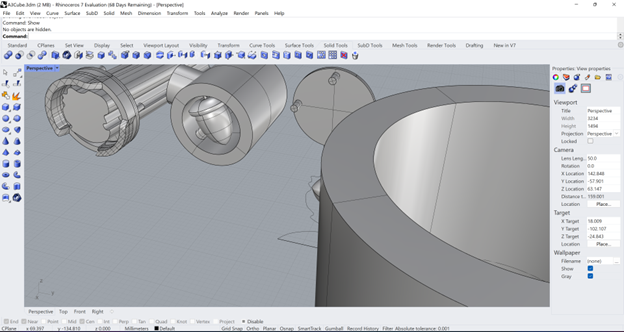 A3Cube.3dm (2 MB) - Rhinoceros 7 Evaluation (68 Days Remaining) - [Perspective]
File Edit View Curve Surface SubD Solid Mesh Dimension Transform Tools Analyze Render Panels Help
Command: Show
No objects are hidden.
Command:
Standard CPlanes Set View Display Select Viewport Layout Visibility Transform Curve Tools Surface Tools Solid Tools SubD Tools Mesh Tools Render Tools Drafting New in V7
Perspective
Properties: View properties
Viewport
Title Perspective
Width 3234
Height 1494
Projection Perspective
Locked
Camera
Lens Leng... 50.0
Rotation 0.0
X Location 142.848
Y Location -57.901
Z Location 63.147
Distance t... 159.001
Location Place...
Target
X Target 18.009
Y Target -102.107
Z Target -24.843
Location Place...
Wallpaper
Filename (none) ...
Show
Gray
z
y
x
Perspective Top Front Right
End Near Point Mid Cen Int Perp Tan Quad Knot Vertex Project Disable
CPlane x 69.397 y -134.810 z 0.000 Millimeters Default Grid Snap Ortho Planar Osnap SmartTrack Gumball Record History Filter Absolute tolerance: 0.001